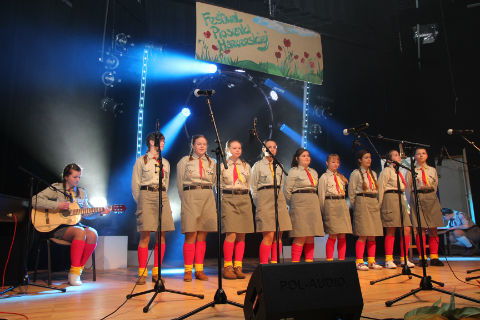 Festiwal
Piosenki
Harcerskiej
POL-AUDIO